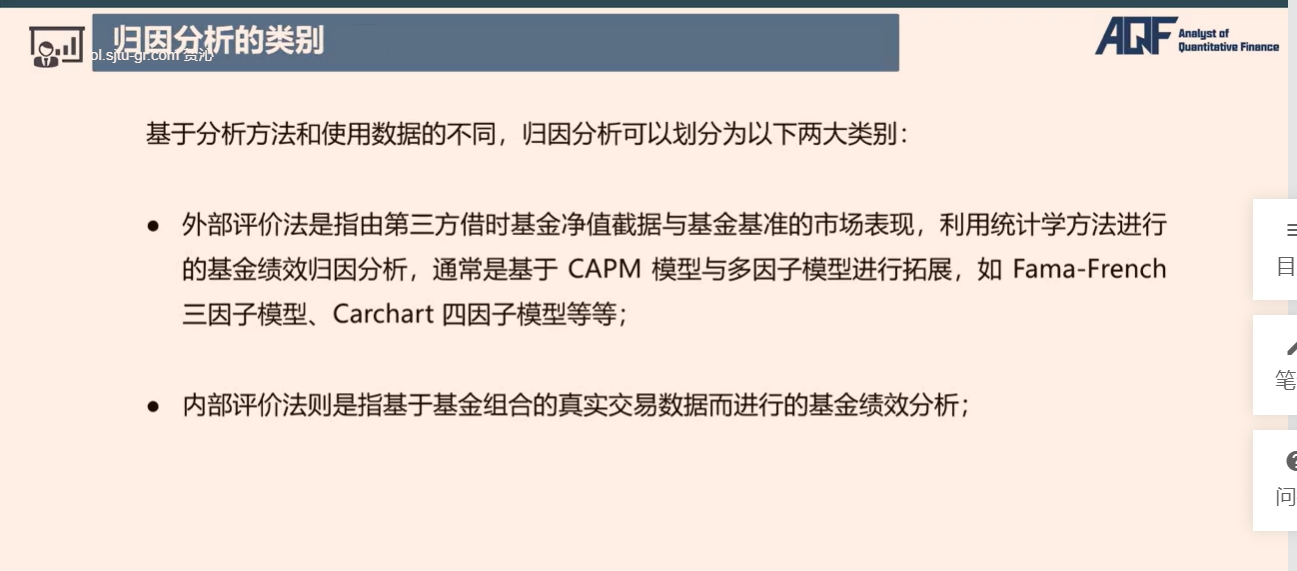 归因分析的类别
pl.sjtu-gf.com 贺沁
AQF Analyst of
Quantitative Finance
基于分析方法和使用数据的不同，归因分析可以划分为以下两大类别：
● 外部评价法是指由第三方借时基金净值截据与基金基准的市场表现，利用统计学方法进行
的基金绩效归因分析，通常是基于 CAPM 模型与多因子模型进行拓展，如 Fama-French
三因子模型、Carchart 四因子模型等等；
● 内部评价法则是指基于基金组合的真实交易数据而进行的基金绩效分析；
目
笔
问